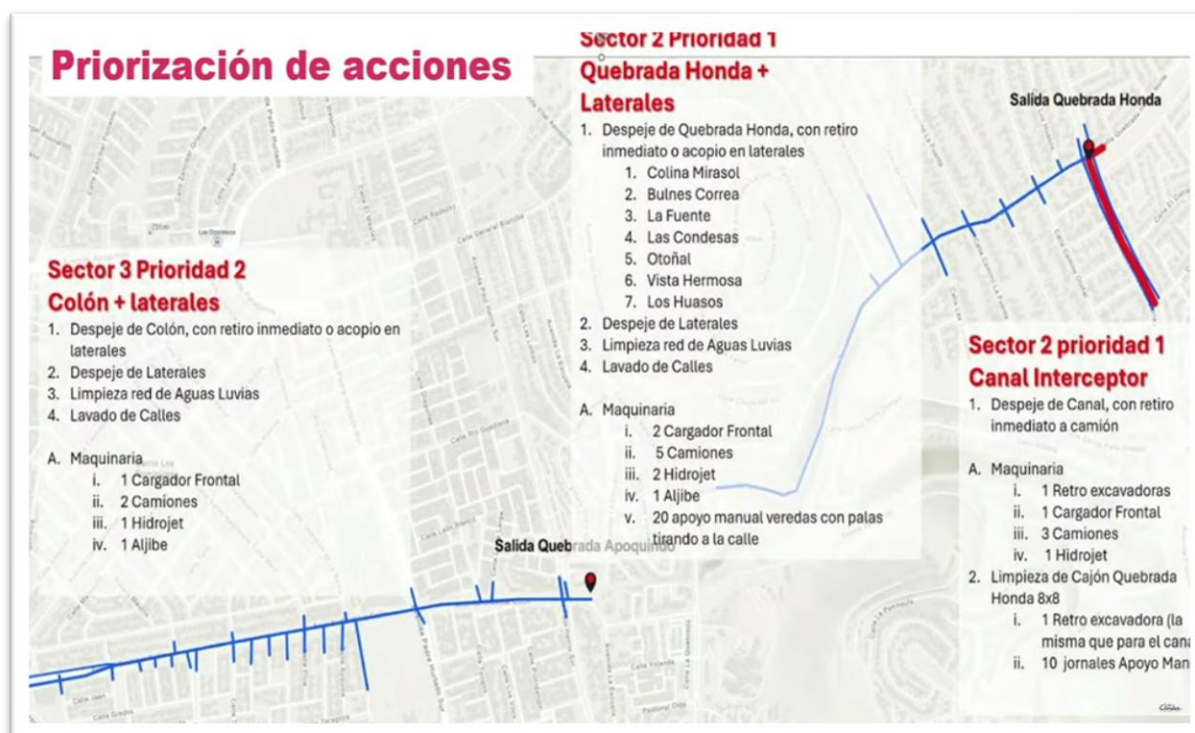 Priorización de acciones
Sector 3 Prioridad 2
Colón + laterales
1. Despeje de Colón, con retiro inmediato o acopio en
laterales
2. Despeje de Laterales
3. Limpieza red de Aguas Luvias
4. Lavado de Calles
A. Maquinaria
i. 1 Cargador Frontal
ii. 2 Camiones
iii. 1 Hidrojet
iv. 1 Aljibe
Sector 2 Prioridad 1
Quebrada Honda +
Laterales
1. Despeje de Quebrada Honda, con retiro
inmediato o acopio en laterales
1. Colina Mirasol
2. Bulnes Correa
3. La Fuente
4. Las Condesas
5. Otoñal
6. Vista Hermosa
7. Los Huasos
2. Despeje de Laterales
3. Limpieza red de Aguas Luvias
4. Lavado de Calles
A. Maquinaria
i. 2 Cargador Frontal
ii. 5 Camiones
iii. 2 Hidrojet
iv. 1 Aljibe
v. 20 apoyo manual veredas con palas
tirando a la calle
Salida Quebrada Apoquindo
Salida Quebrada Honda
Sector 2 prioridad 1
Canal Interceptor
1. Despeje de Canal, con retiro
inmediato a camión
A. Maquinaria
i. 1 Retro excavadoras
ii. 1 Cargador Frontal
iii. 3 Camiones
iv. 1 Hidrojet
2. Limpieza de Cajón Quebrada
Honda 8x8
i. 1 Retro excavadora (la
misma que para el cana
ii. 10 jornales Apoyo Man